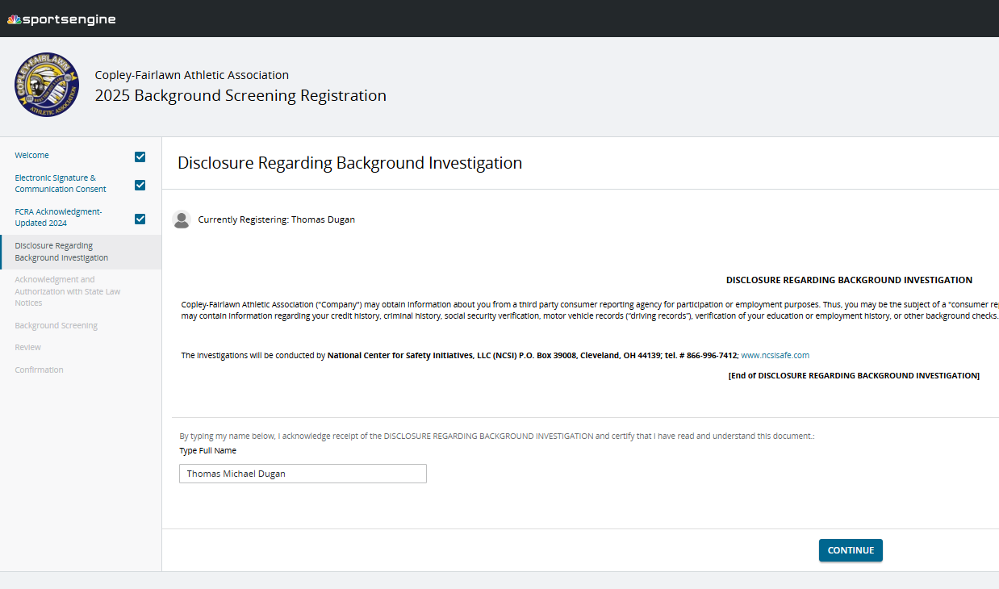 sportsengine
COPLEY-FAIRLAWN
ATHLETIC ASSOCIATION
Copley-Fairlawn Athletic Association
2025 Background Screening Registration
Welcome
Electronic Signature &
Communication Consent
FCRA Acknowledgment-
Updated 2024
Disclosure Regarding
Background Investigation
Acknowledgment and
Authorization with State Law
Notices
Background Screening
Review
Confirmation
Disclosure Regarding Background Investigation
Currently Registering: Thomas Dugan
DISCLOSURE REGARDING BACKGROUND INVESTIGATION
Copley-Fairlawn Athletic Association ("Company") may obtain information about you from a third party consumer reporting agency for participation or employment purposes. Thus, you may be the subject of a "consumer rep
may contain information regarding your credit history, criminal history, social security verification, motor vehicle records ("driving records"), verification of your education or employment history, or other background checks.
The investigations will be conducted by National Center for Safety Initiatives, LLC (NCSI) P.O. Box 39008, Cleveland, OH 44139; tel. # 866-996-7412; www.ncsisafe.com
[End of DISCLOSURE REGARDING BACKGROUND INVESTIGATION]
By typing my name below, I acknowledge receipt of the DISCLOSURE REGARDING BACKGROUND INVESTIGATION and certify that I have read and understand this document.:
Type Full Name
Thomas Michael Dugan
CONTINUE